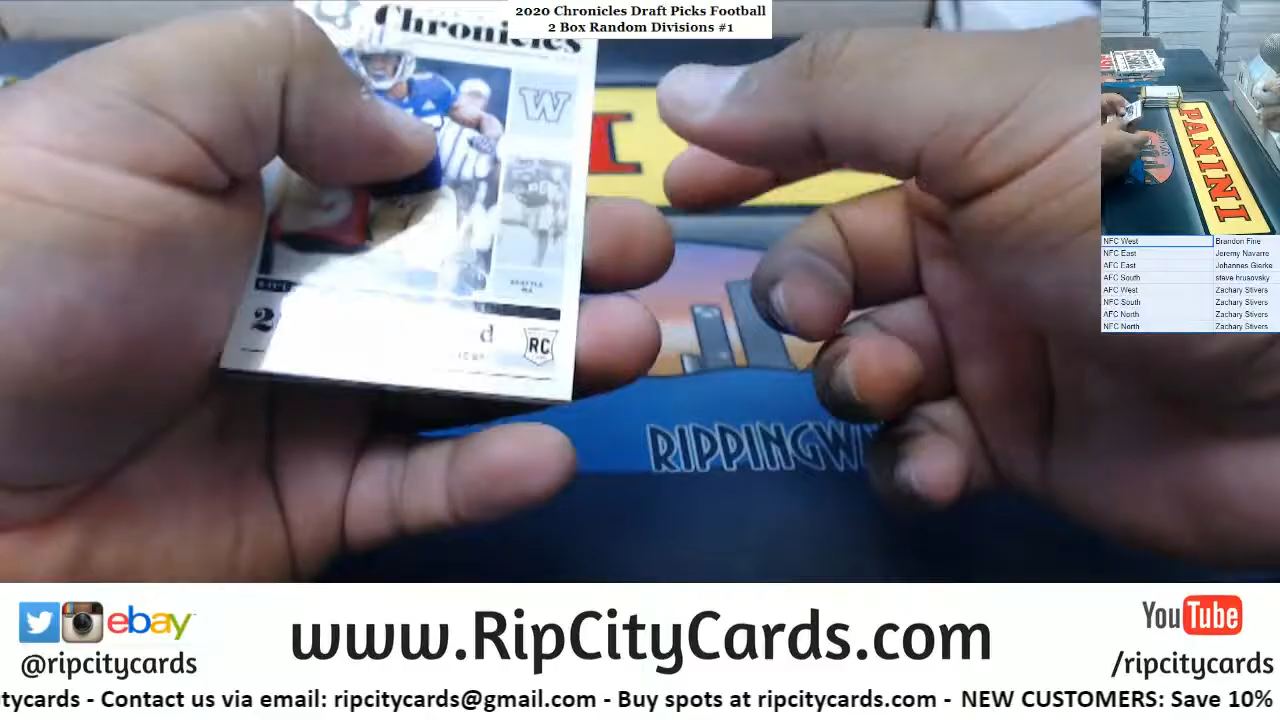 2020 Chronicles Draft Picks Football
2 Box Random Divisions #1
Chronicles
W
SEATTLE
WA
2
d
RC
PANINI
RIPPINGW
NFC West Brandon Fine
NFC East Jeremy Navarre
AFC East Johannes Gierke
AFC South steve hrusovsky
AFC West Zachary Stivers
NFC South Zachary Stivers
AFC North Zachary Stivers
NFC North Zachary Stivers
ebay
@ripcitycards
www.RipCityCards.com
YouTube
/ripcitycards
tycards - Contact us via email: ripcitycards@gmail.com - Buy spots at ripcitycards.com - NEW CUSTOMERS: Save 10%